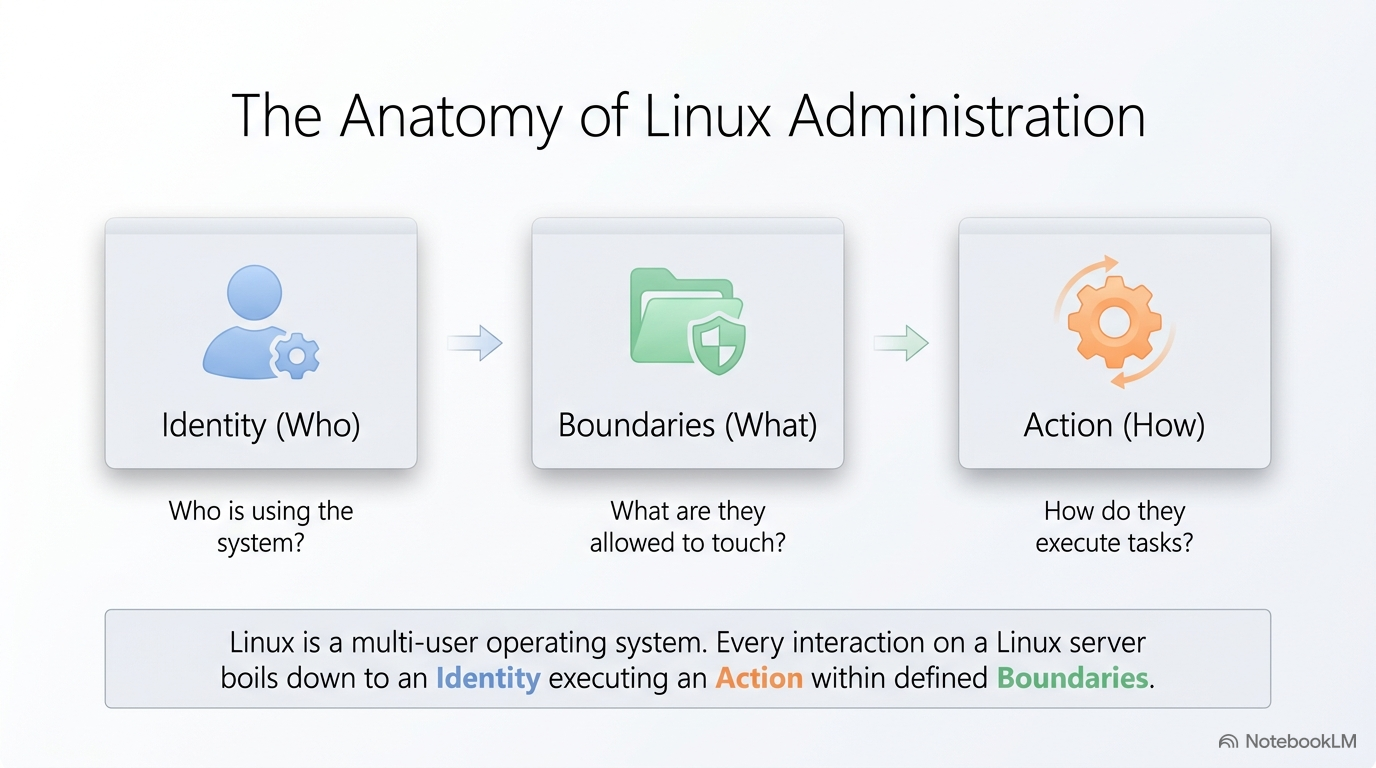 The Anatomy of Linux Administration
Identity (Who)
Who is using the
system?
Boundaries (What)
What are they
allowed to touch?
Action (How)
How do they
execute tasks?
Linux is a multi-user operating system. Every interaction on a Linux server
boils down to an Identity executing an Action within defined Boundaries.
NotebookLM